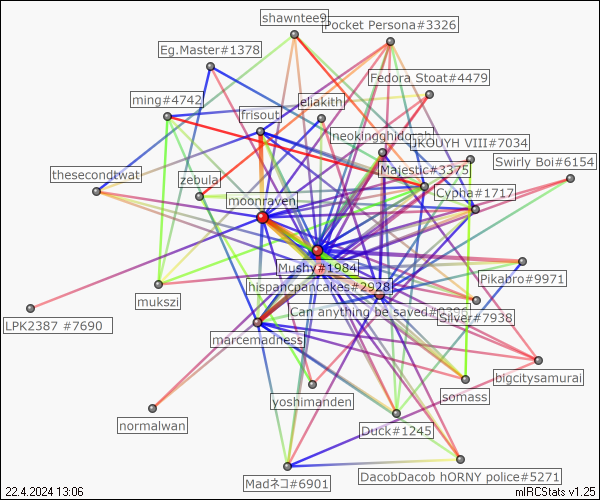 shawntee9
Pocket Persona#3326
Eg.Master#1378
Fedora Stoat#4479
ming#4742
eliakith
frisout
neokingghidorah
JKOUYH VIII#7034
Majestic#3375
Swirly Boi#6154
thesecondtwat
zebula
Cypha#1717
moonraven
Mushy#1984
Pikabro#9971
hispancpancakes#2928
mukszi
Can anything be saved
Silver#7938
LPK2387 #7690
marcemadness
bigcitysamurai
somass
yoshimanden
normalwan
Duck#1245
Madネコ#6901
DacobDacob hORNY police#5271
22.4.2024 13:06
mIRCStats v1.25